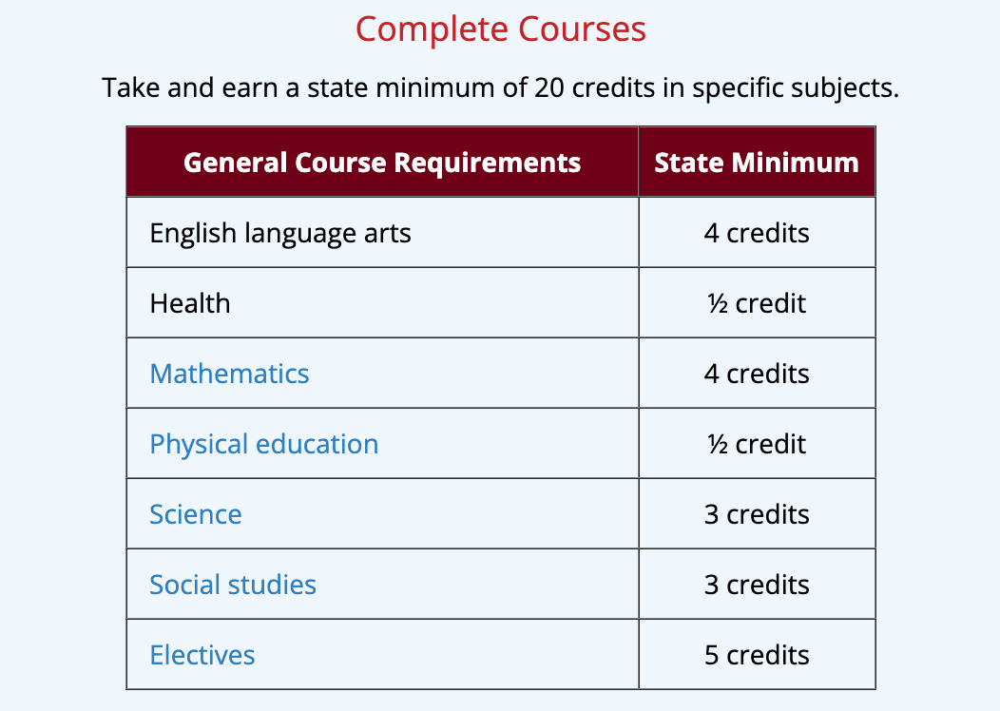 Complete Courses
Take and earn a state minimum of 20 credits in specific subjects.
General Course Requirements State Minimum
English language arts 4 credits
Health ½ credit
Mathematics 4 credits
Physical education ½ credit
Science 3 credits
Social studies 3 credits
Electives 5 credits